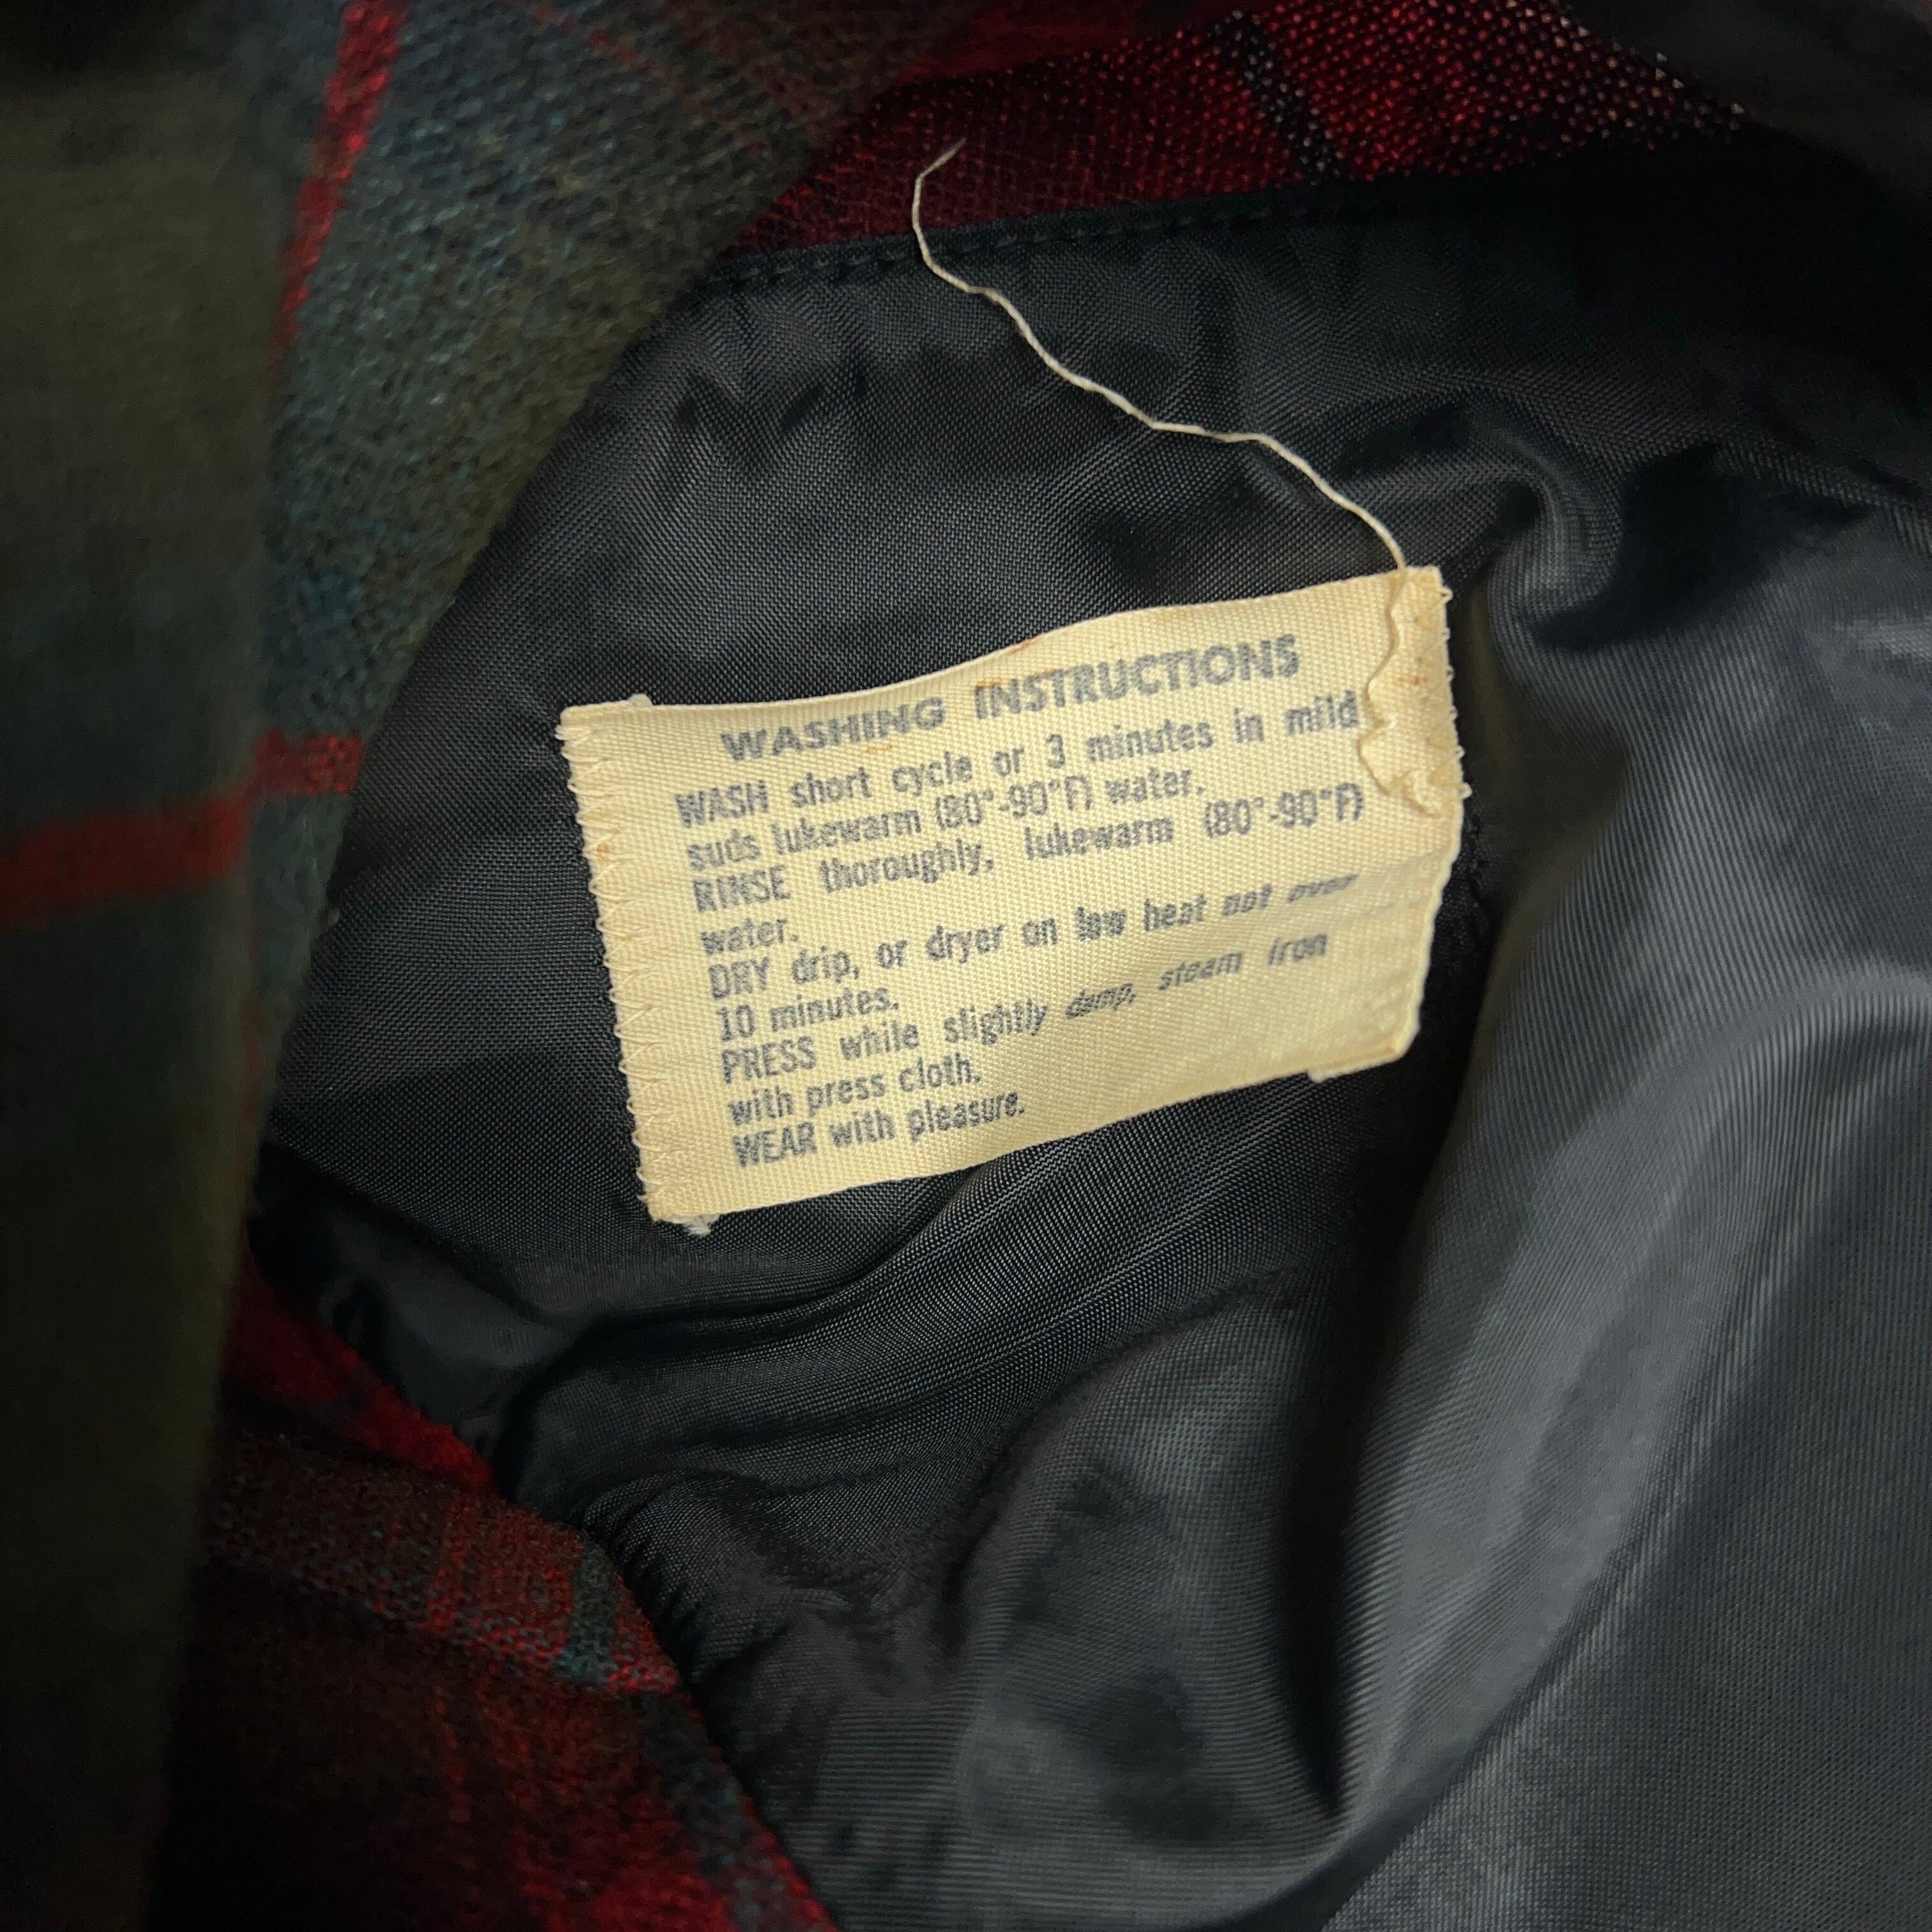 WASHING INSTRUCTIONS
WASH short cycle or 3 minutes in mild
suds lukewarm (80°-90°F) water.
RINSE thoroughly, lukewarm (80°-90°F)
water.
DRY drip, or dryer on low heat not over
10 minutes.
PRESS while slightly damp, steam iron
with press cloth.
WEAR with pleasure.